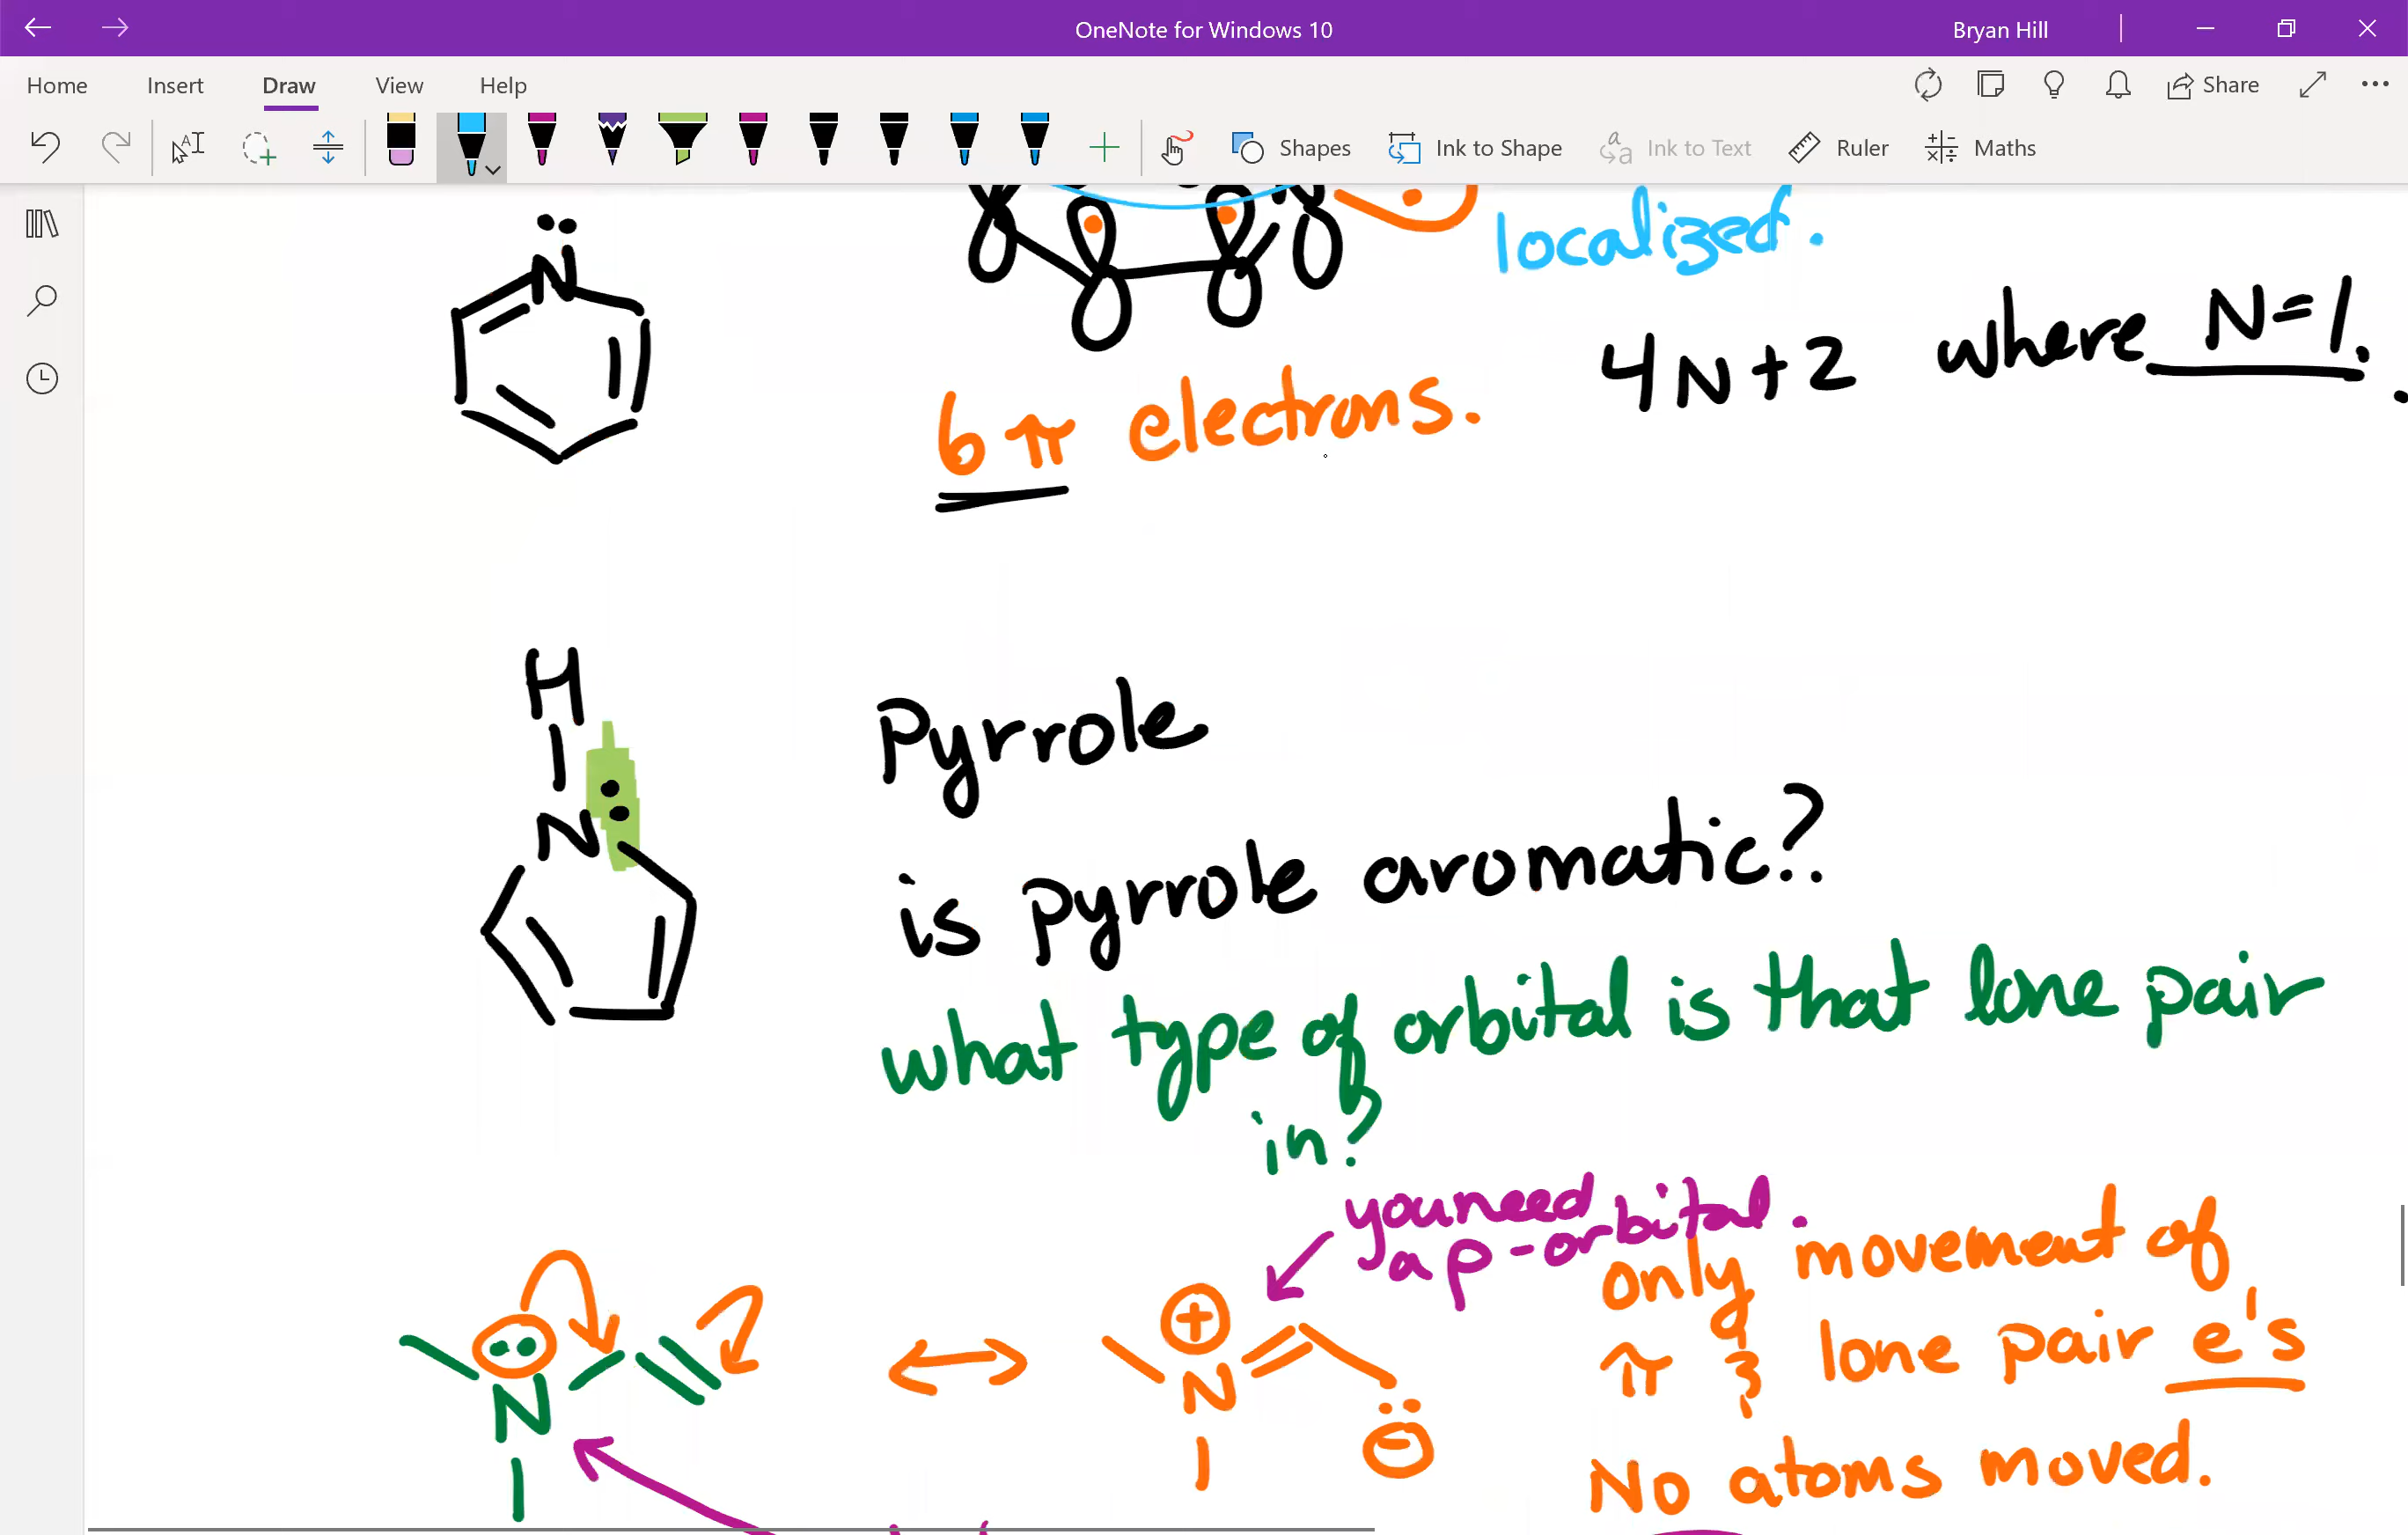 OneNote for Windows 10
Bryan Hill
Home Insert Draw View Help
Share
Shapes Ink to Shape Ink to Text Ruler Maths
localized.
N
4N+2 where N=1.
6 π electrons.
H
N
Pyrrole
is pyrrole aromatic?
what type of orbital is that lone pair
in?
you need
a p-orbital.
only movement of
π & lone pair e's
N
+
N
-
No atoms moved.